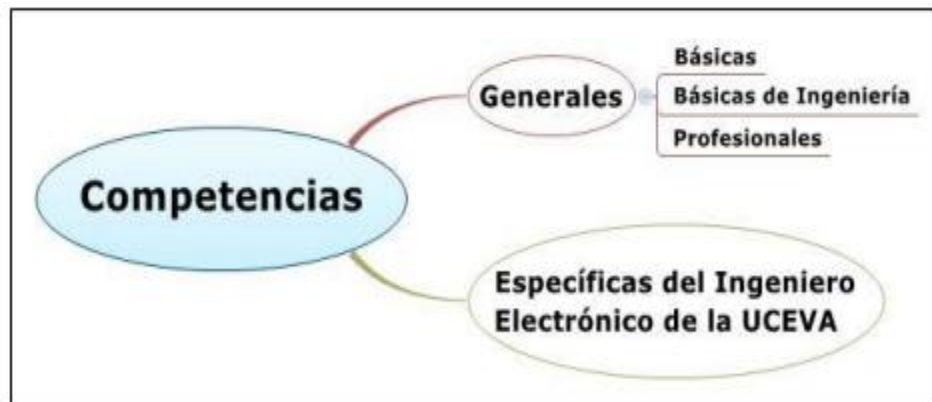 Competencias
Generales
Básicas
Básicas de Ingeniería
Profesionales
Específicas del Ingeniero
Electrónico de la UCEVA